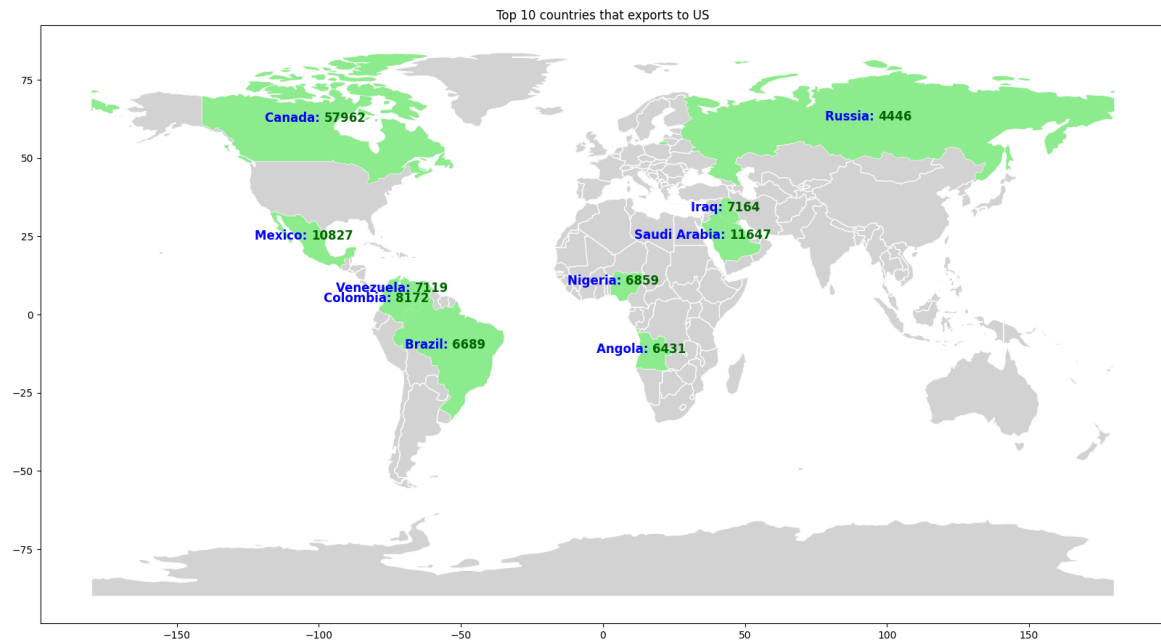 Top 10 countries that exports to US
75
50
25
0
−25
−50
−75
Canada: 57962
Russia: 4446
Iraq: 7164
Mexico: 10827
Saudi Arabia: 11647
Nigeria: 6859
Venezuela: 7119
Colombia: 8172
Brazil: 6689
Angola: 6431
−150
−100
−50
0
50
100
150